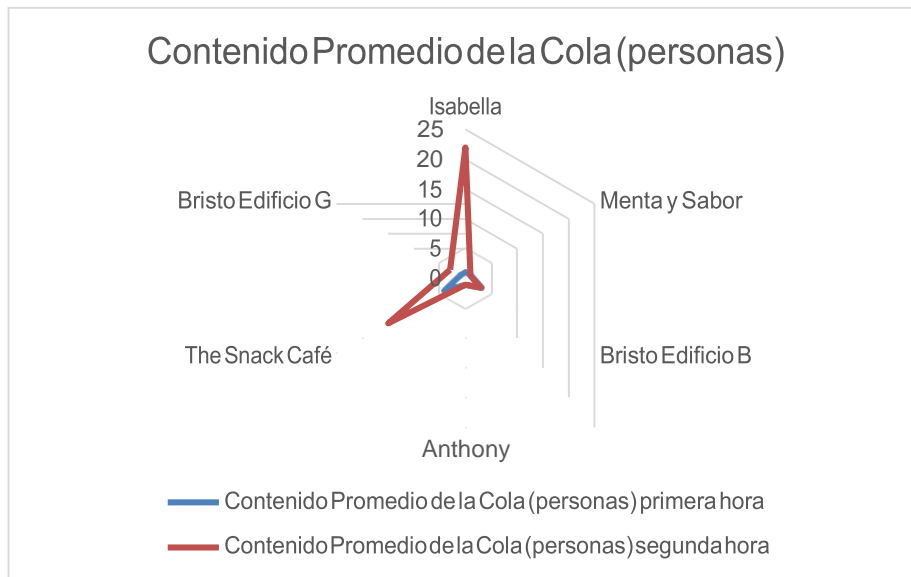 Contenido Promedio de la Cola (personas)
Isabella
25
20
15
10
5
0
Bristo Edificio G
Menta y Sabor
The Snack Café
Bristo Edificio B
Anthony
Contenido Promedio de la Cola (personas) primera hora
Contenido Promedio de la Cola (personas) segunda hora